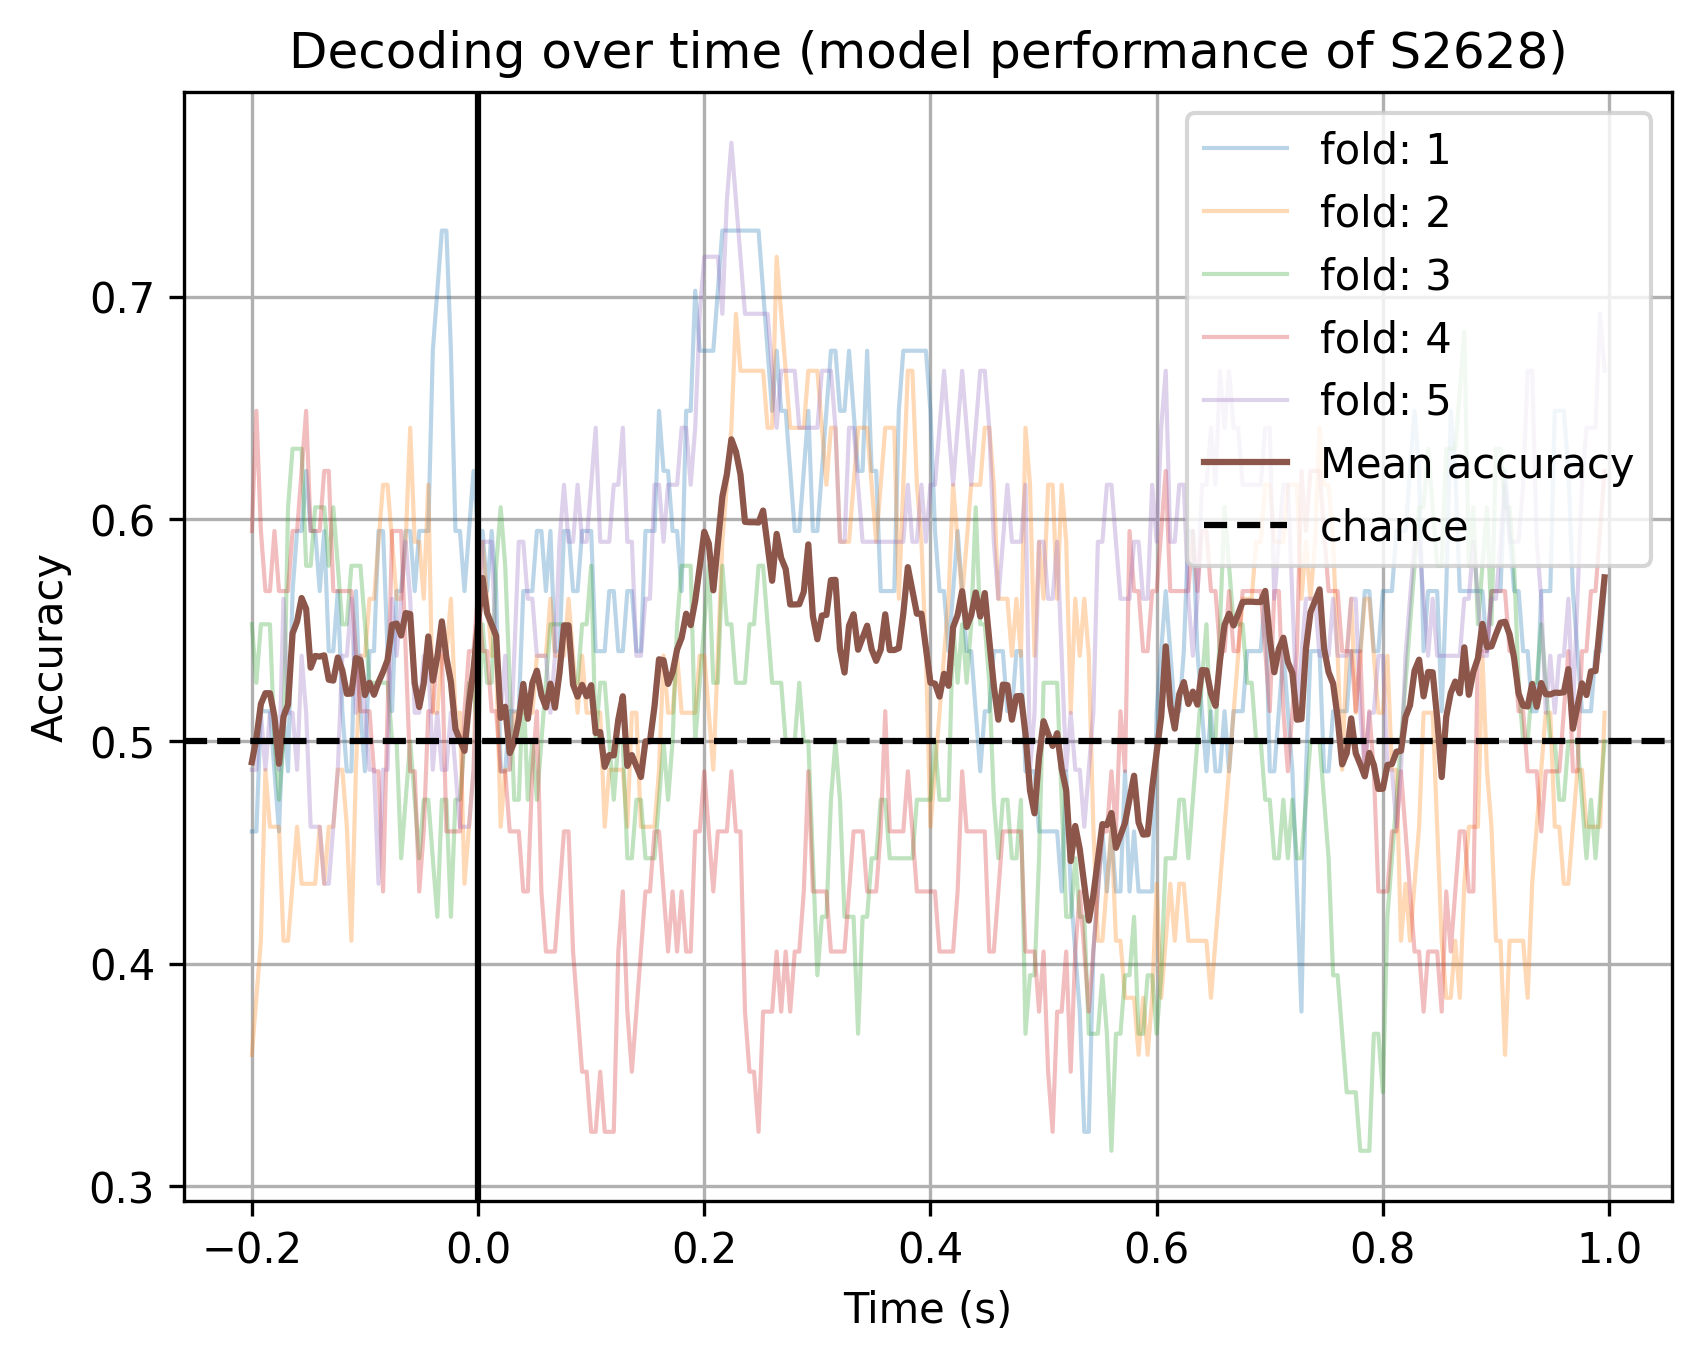 Decoding over time (model performance of S2628)
fold: 1
fold: 2
fold: 3
fold: 4
fold: 5
Mean accuracy
chance
Accuracy
0.7
0.6
0.5
0.4
0.3
−0.2 0.0 0.2 0.4 0.6 0.8 1.0
Time (s)